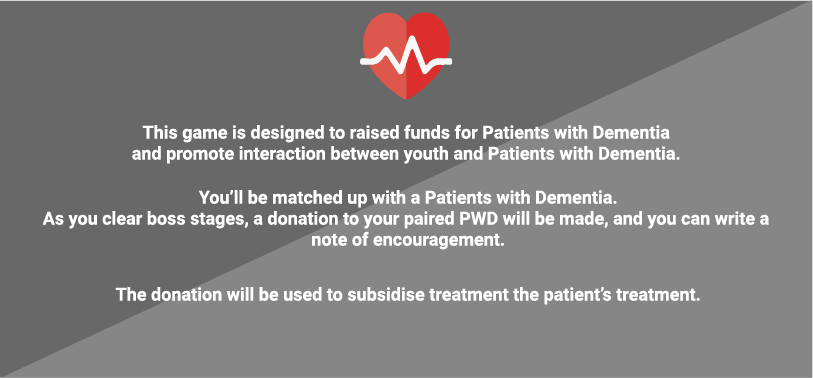 This game is designed to raised funds for Patients with Dementia
and promote interaction between youth and Patients with Dementia.
You’ll be matched up with a Patients with Dementia.
As you clear boss stages, a donation to your paired PWD will be made, and you can write a
note of encouragement.
The donation will be used to subsidise treatment the patient’s treatment.